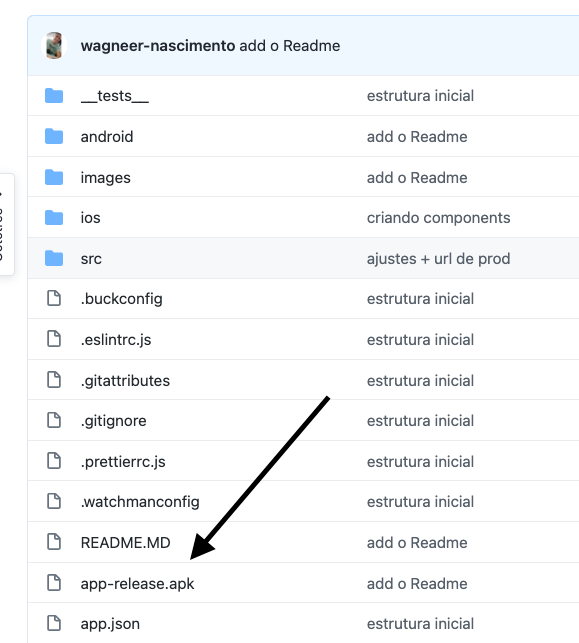 wagneer-nascimento add o Readme
__tests__ estrutura inicial
android add o Readme
images add o Readme
ios criando components
src ajustes + url de prod
.buckconfig estrutura inicial
.eslintrc.js estrutura inicial
.gitattributes estrutura inicial
.gitignore estrutura inicial
.prettierrc.js estrutura inicial
.watchmanconfig estrutura inicial
README.MD add o Readme
app-release.apk add o Readme
app.json estrutura inicial